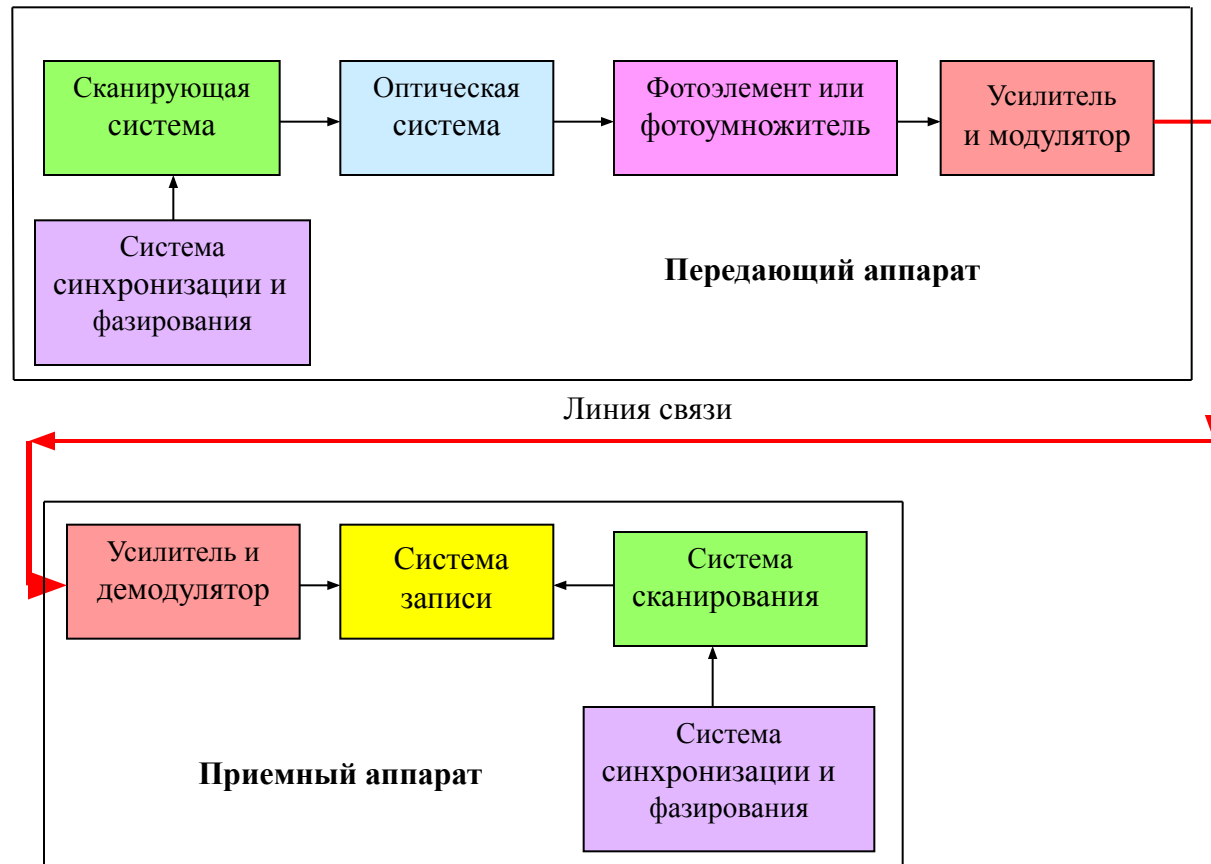 Сканирующая
система
Оптическая
система
Фотоэлемент или
фотоумножитель
Усилитель
и модулятор
Система
синхронизации и
фазирования
Передающий аппарат
Линия связи
Усилитель и
демодулятор
Система
записи
Система
сканирования
Система
синхронизации и
фазирования
Приемный аппарат